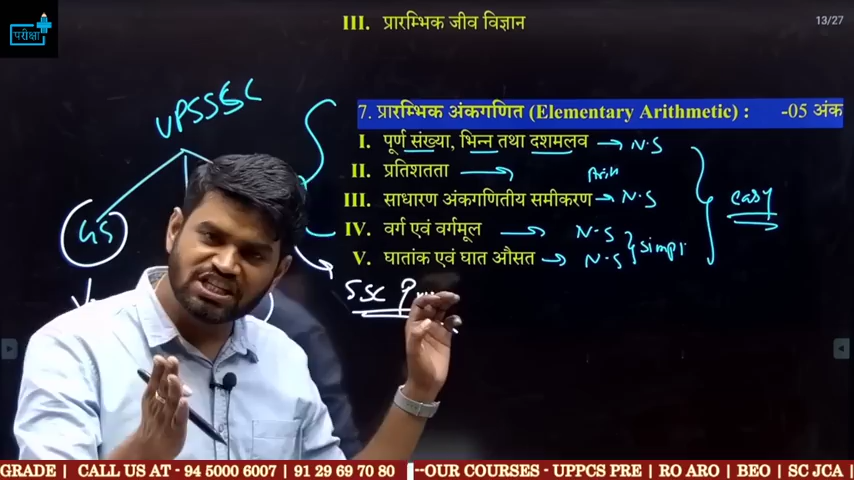 परीक्षा
III. प्रारम्भिक जीव विज्ञान
13/27
UPSSSC
7. प्रारम्भिक अंकगणित (Elementary Arithmetic) : -05 अंक
I. पूर्ण संख्या, भिन्न तथा दशमलव → N.S
II. प्रतिशतता →
III. साधारण अंकगणितीय समीकरण → N.S
easy
GS
IV. वर्ग एवं वर्गमूल → N.S
simpl
V. घातांक एवं घात औसत → N.S
SSC
GRADE | CALL US AT - 94 5000 6007 | 91 29 69 70 80 --OUR COURSES - UPPCS PRE | RO ARO | BEO | SC JCA |